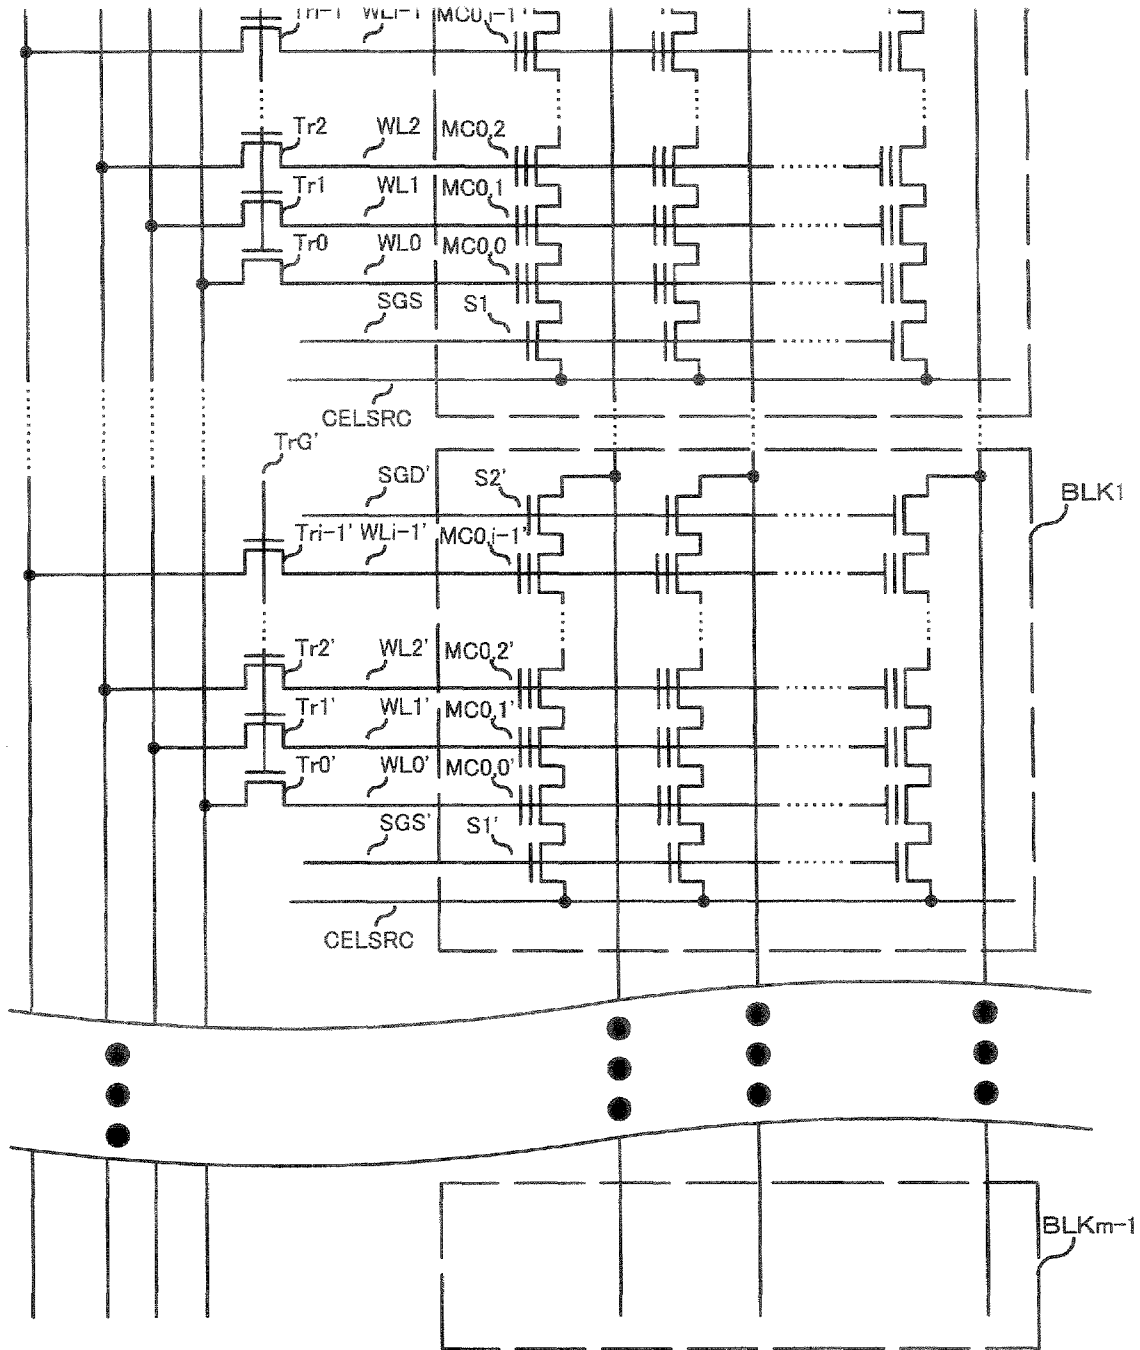 Tri-1 WLi-1 MC0,i-1
Tr2 WL2 MC0,2
Tr1 WL1 MC0,1
Tr0 WL0 MC0,0
SGS S1
CELSRC
TrG'
SGD' S2'
BLK1
Tri-1' WLi-1' MC0,i-1'
Tr2' WL2' MC0,2'
Tr1' WL1' MC0,1'
Tr0' WL0' MC0,0'
SGS' S1'
CELSRC
BLKm-1